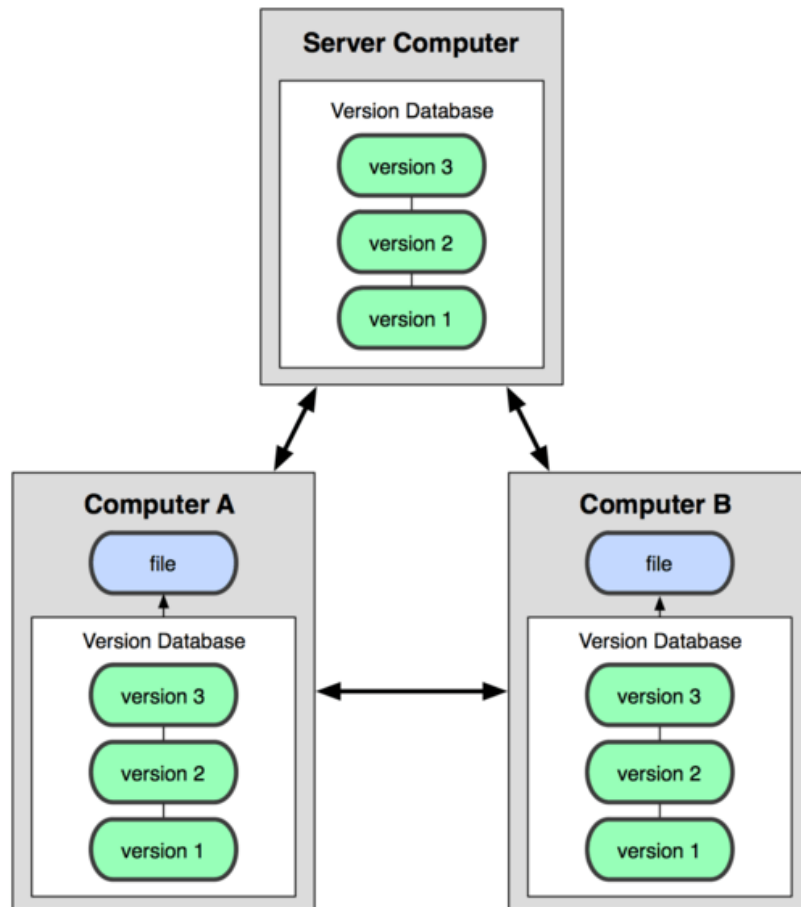 Server Computer
Version Database
version 3
version 2
version 1
Computer A
file
Version Database
version 3
version 2
version 1
Computer B
file
Version Database
version 3
version 2
version 1